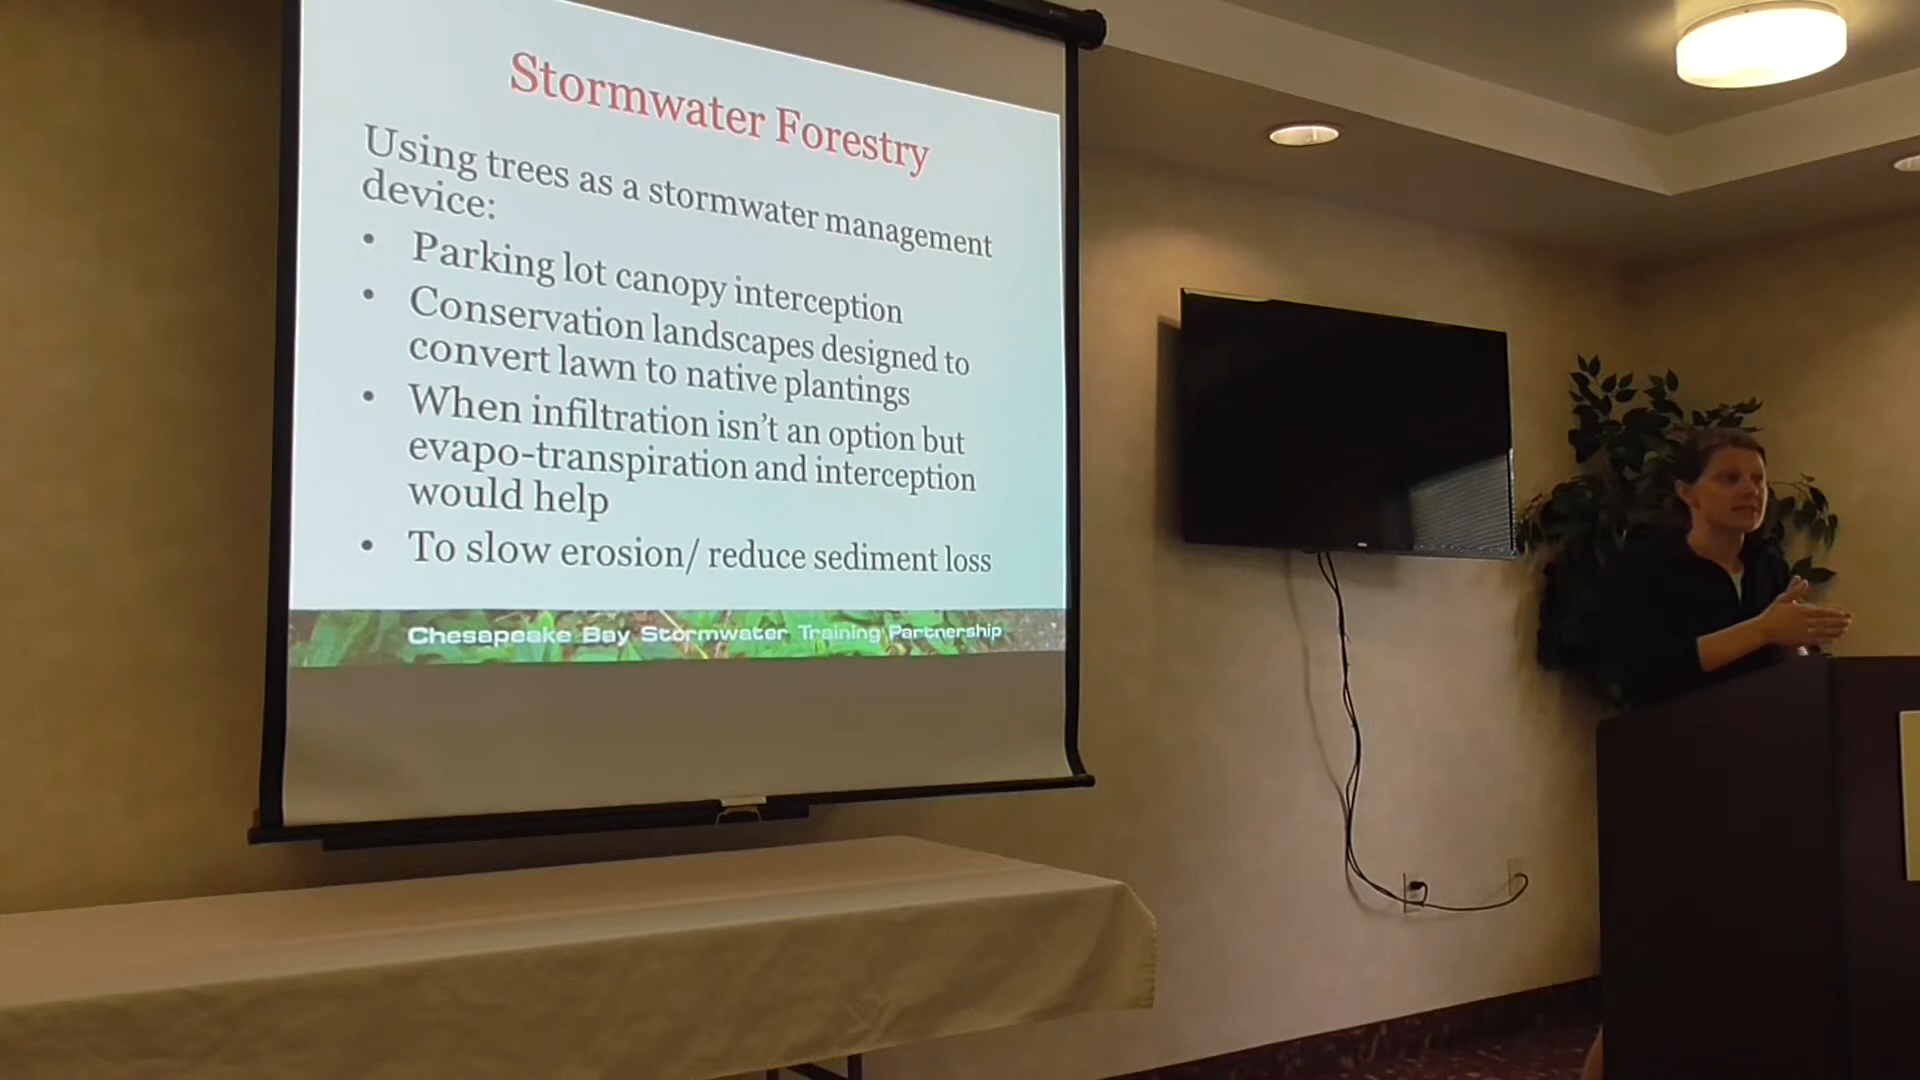 Stormwater Forestry
Using trees as a stormwater management
device:
• Parking lot canopy interception
• Conservation landscapes designed to
convert lawn to native plantings
• When infiltration isn't an option but
evapo-transpiration and interception
would help
• To slow erosion/ reduce sediment loss
Chesapeake Bay Stormwater Training Partnership